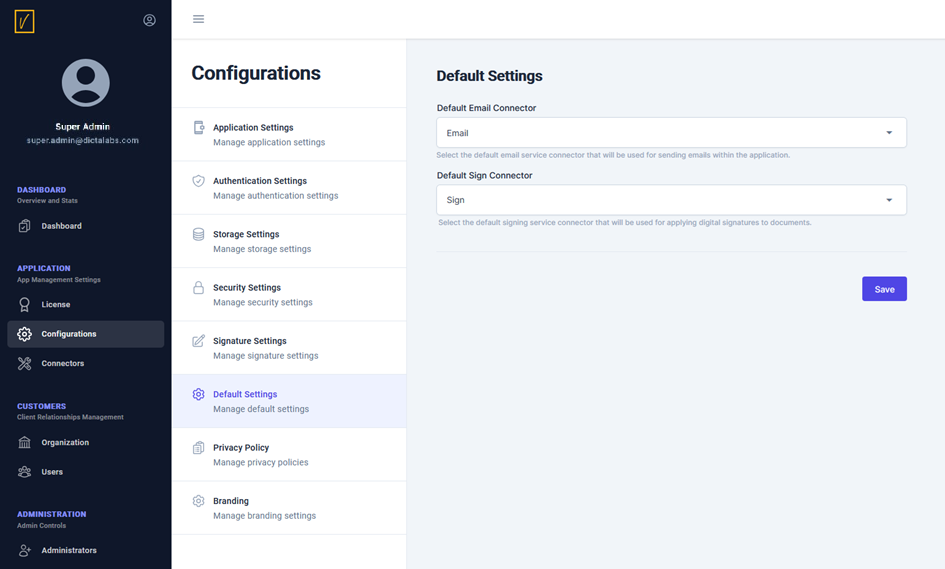 Super Admin
super.admin@dictalabs.com
DASHBOARD
Overview and Stats
Dashboard
APPLICATION
App Management Settings
License
Configurations
Connectors
CUSTOMERS
Client Relationships Management
Organization
Users
ADMINISTRATION
Admin Controls
Administrators
Configurations
Application Settings
Manage application settings
Authentication Settings
Manage authentication settings
Storage Settings
Manage storage settings
Security Settings
Manage security settings
Signature Settings
Manage signature settings
Default Settings
Manage default settings
Privacy Policy
Manage privacy policies
Branding
Manage branding settings
Default Settings
Default Email Connector
Email
Select the default email service connector that will be used for sending emails within the application.
Default Sign Connector
Sign
Select the default signing service connector that will be used for applying digital signatures to documents.
Save